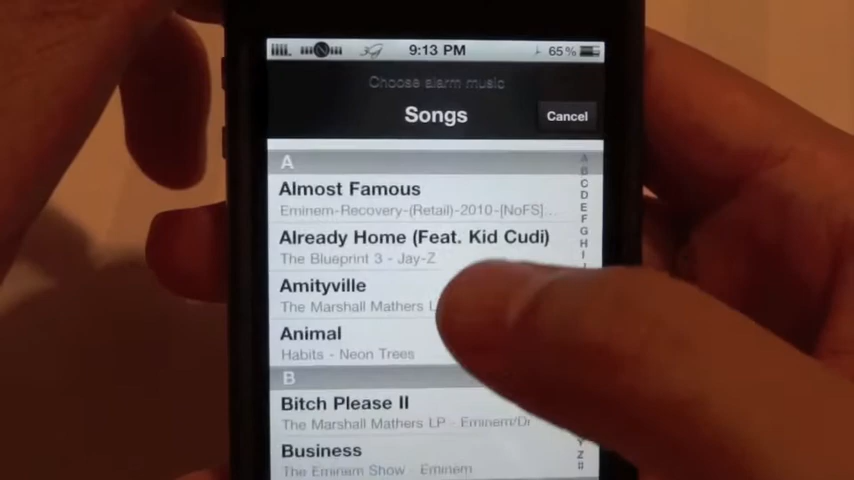 3G 9:13 PM 65%
Choose alarm music
Songs
Cancel
A
Almost Famous
Eminem-Recovery-(Retail)-2010-[NoFS]...
Already Home (Feat. Kid Cudi)
The Blueprint 3 - Jay-Z
Amityville
The Marshall Mathers L
Animal
Habits - Neon Trees
B
Bitch Please II
The Marshall Mathers LP - Eminem/Dr
Business
The Eminem Show - Eminem
A
B
C
D
E
F
G
H
I
Y
Z
#